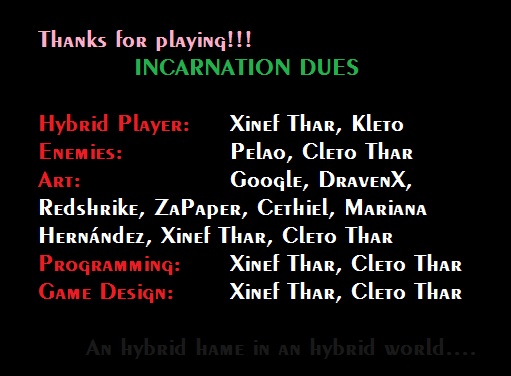 Thanks for playing!!!
INCARNATION DUES
Hybrid Player: Xinef Thar, Kleto
Enemies: Pelao, Cleto Thar
Art: Google, DravenX,
Redshrike, ZaPaper, Cethiel, Mariana
Hernández, Xinef Thar, Cleto Thar
Programming: Xinef Thar, Cleto Thar
Game Design: Xinef Thar, Cleto Thar
An hybrid hame in an hybrid world....